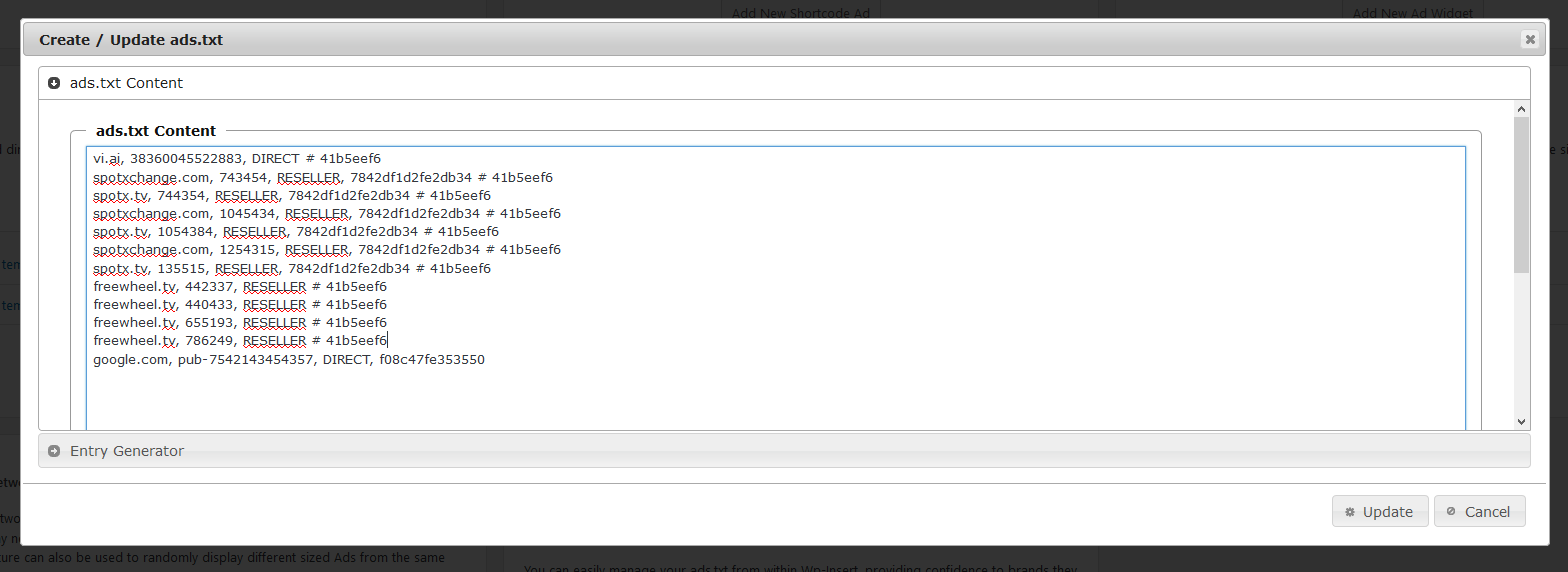 Add New Shortcode Ad
Add New Ad Widget
Create / Update ads.txt
ads.txt Content
ads.txt Content
vi.ai, 38360045522883, DIRECT # 41b5eef6
spotxchange.com, 743454, RESELLER, 7842df1d2fe2db34 # 41b5eef6
spotx.tv, 744354, RESELLER, 7842df1d2fe2db34 # 41b5eef6
spotxchange.com, 1045434, RESELLER, 7842df1d2fe2db34 # 41b5eef6
spotx.tv, 1054384, RESELLER, 7842df1d2fe2db34 # 41b5eef6
spotxchange.com, 1254315, RESELLER, 7842df1d2fe2db34 # 41b5eef6
spotx.tv, 135515, RESELLER, 7842df1d2fe2db34 # 41b5eef6
freewheel.tv, 442337, RESELLER # 41b5eef6
freewheel.tv, 440433, RESELLER # 41b5eef6
freewheel.tv, 655193, RESELLER # 41b5eef6
freewheel.tv, 786249, RESELLER # 41b5eef6
google.com, pub-7542143454357, DIRECT, f08c47fe353550
Entry Generator
Update
Cancel
can also be used to randomly display different sized Ads from the same
You can easily manage your ads.txt from within Wp-Insert, providing confidence to brands they